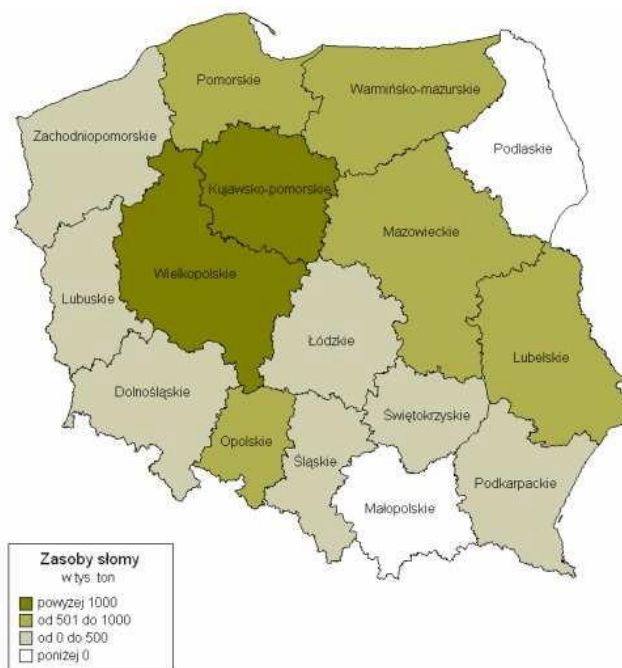 Pomorskie
Warmińsko-mazurskie
Zachodniopomorskie
Podlaskie
Kujawsko-pomorskie
Mazowieckie
Wielkopolskie
Lubuskie
Łódzkie
Lubelskie
Dolnośląskie
Świętokrzyskie
Opolskie
Śląskie
Podkarpackie
Małopolskie
Zasoby słomy
w tys. ton
powyżej 1000
od 501 do 1000
od 0 do 500
poniżej 0